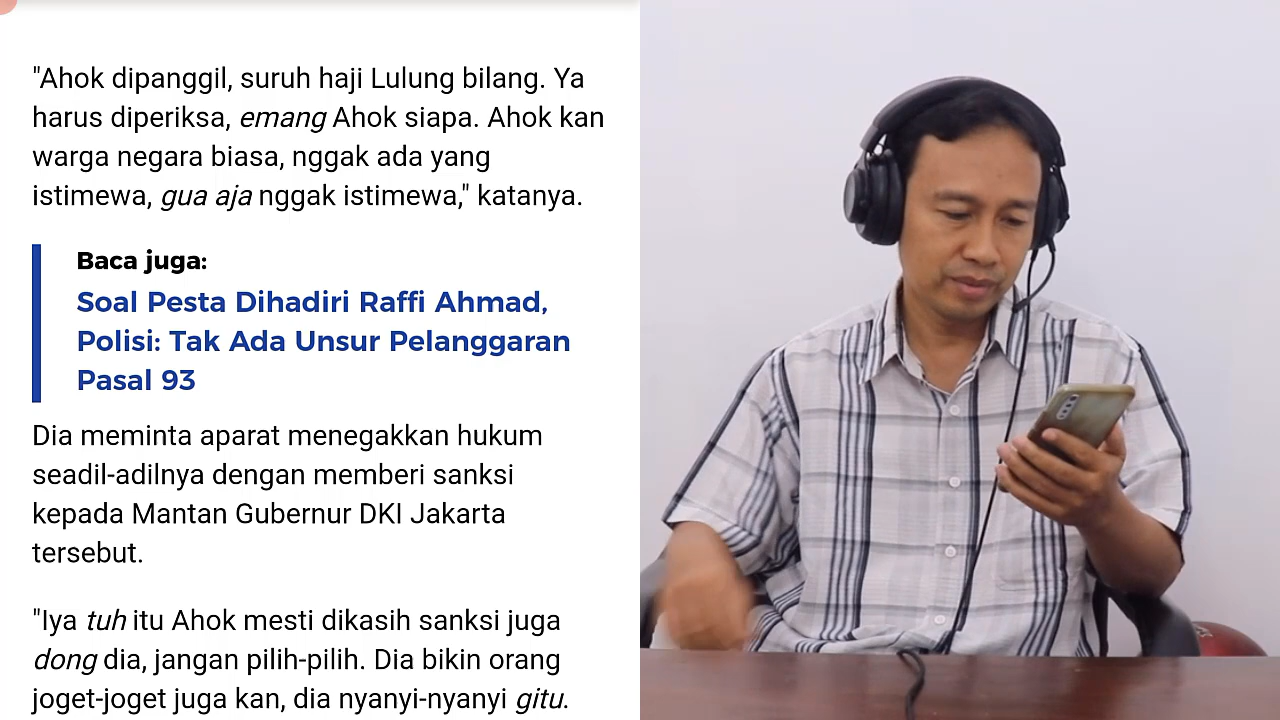 "Ahok dipanggil, suruh haji Lulung bilang. Ya
harus diperiksa, emang Ahok siapa. Ahok kan
warga negara biasa, nggak ada yang
istimewa, gua aja nggak istimewa," katanya.
Baca juga:
Soal Pesta Dihadiri Raffi Ahmad,
Polisi: Tak Ada Unsur Pelanggaran
Pasal 93
Dia meminta aparat menegakkan hukum
seadil-adilnya dengan memberi sanksi
kepada Mantan Gubernur DKI Jakarta
tersebut.
"Iya tuh itu Ahok mesti dikasih sanksi juga
dong dia, jangan pilih-pilih. Dia bikin orang
joget-joget juga kan, dia nyanyi-nyanyi gitu.